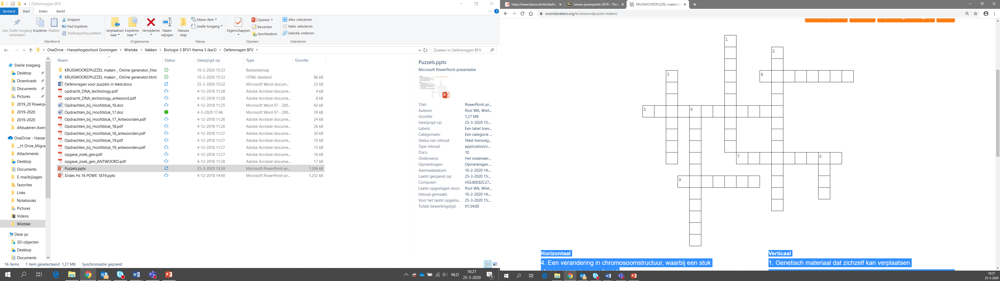 Oefenvragen BFV
Bestand Start Delen Beeld
Aan Snelle toegang vastmaken
Kopiëren
Plakken
Knippen
Pad kopiëren
Snelkoppeling plakken
Klembord
Verplaatsen naar
Kopiëren naar
Verwijderen
Naam wijzigen
Organiseren
Nieuwe map
Nieuw item
Snelle toegang
Nieuw
Eigenschappen
Openen
Bewerken
Geschiedenis
Openen
Alles selecteren
Niets selecteren
Selectie omkeren
Selecteren
OneDrive - Hanzehogeschool Groningen > Wietske > Vakken > Biologie 3 BFV1 thema 3 (kw3) > Oefenvragen BFV >
Zoeken in Oefenvragen BFV
Snelle toegang
Desktop
Downloads
Documents
Pictures
2019_20 Powerp
2019-2020
2019-2020
Afstuderen Averi
OneDrive - Hanze
__H-Drive_Migra
Attachments
Desktop
Documents
E-mailbijlagen
Favorites
Links
Notebooks
Pictures
Videos
Wietske
Deze pc
3D-objecten
Desktop
Documents
Naam Status Gewijzigd op Type Grootte
KRUISWOORDPUZZEL maken _ Online generator_files 10-2-2020 15:33 Bestandsmap
KRUISWOORDPUZZEL maken _ Online generator.html 10-2-2020 15:33 HTML-bestand 86 kB
Oefenvragen voor puzzels in tekst.docx 25-3-2020 15:52 Microsoft Word-docum... 23 kB
opdracht_DNA_technology.pdf 4-12-2018 11:28 Adobe Acrobat-docume... 4 kB
opdracht_DNA_technology_antwoord.pdf 4-12-2018 11:28 Adobe Acrobat-docume... 8 kB
Opdrachten_bij_Hoofdstuk_16.doc 4-12-2018 11:25 Microsoft Word 97 - 200... 42 kB
Opdrachten_bij_Hoofdstuk_17.doc 4-3-2020 17:46 Microsoft Word 97 - 200... 39 kB
Opdrachten_bij_Hoofdstuk_17_Antwoorden.pdf 4-12-2018 11:26 Adobe Acrobat-docume... 24 kB
Opdrachten_bij_Hoofdstuk_18.pdf 4-12-2018 11:26 Adobe Acrobat-docume... 26 kB
Opdrachten_bij_Hoofdstuk_18_antwoorden.pdf 4-12-2018 11:27 Adobe Acrobat-docume... 30 kB
Opdrachten_bij_Hoofdstuk_19.pdf 4-12-2018 11:27 Adobe Acrobat-docume... 10 kB
Opdrachten_bij_Hoofdstuk_19_antwoorden.pdf 4-12-2018 11:27 Adobe Acrobat-docume... 15 kB
opgave_zoek_gen.pdf 4-12-2018 11:27 Adobe Acrobat-docume... 16 kB
opgave_zoek_gen_ANTWOORD.pdf 4-12-2018 11:28 Adobe Acrobat-docume... 17 kB
Puzzels.pptx 25-3-2020 15:59 Microsoft PowerPoint-pr... 1.306 kB
Slides Hs 16 POWE 1819.pptx 4-12-2018 14:40 Microsoft PowerPoint-pr... 1.252 kB
Puzzels.pptx
Microsoft PowerPoint-presentatie
Titel: PowerPoint-pr...
Auteurs: Pool WA, Wiet...
Grootte: 1,27 MB
Gewijzigd op: 25-3-2020 15:...
Labels: Een label toev...
Categorieën: Een categorie ...
Status van inhoud: Tekst toevoeg...
Type inhoud: application/v...
Dia's: 10
Onderwerp: Het onderwer...
Opmerkingen: Opmerkingen ...
Aanmaakdatum: 10-2-2020 14:...
Laatst geopend op: 25-3-2020 15:...
Computer: HGL80E82C27...
Laatst opgeslagen door: Pool WA, Wiet...
Inhoud gemaakt: 10-2-2020 14:...
Voor het laatst opgesla... 25-3-2020 15:...
Totale bewerkingstijd: 01:34:00
16 items 1 item geselecteerd 1,27 MB Synchronisatie gepland
NLD
16:27
25-3-2020
1
https://www.hanze.nl/nld/dashb
Lessen powerpoints 2019 – Them
KRUISWOORDPUZZEL maken | O
woordzoekers.org/kruiswoordpuzzel-maken/
1
2
3
4
5
6
7
8
9
Horizontaal
4. Een verandering in chromosoomstructuur, waarbij een stuk
Verticaal
1. Genetisch materiaal dat zichzelf kan verplaatsen
16:27
25-3-2020